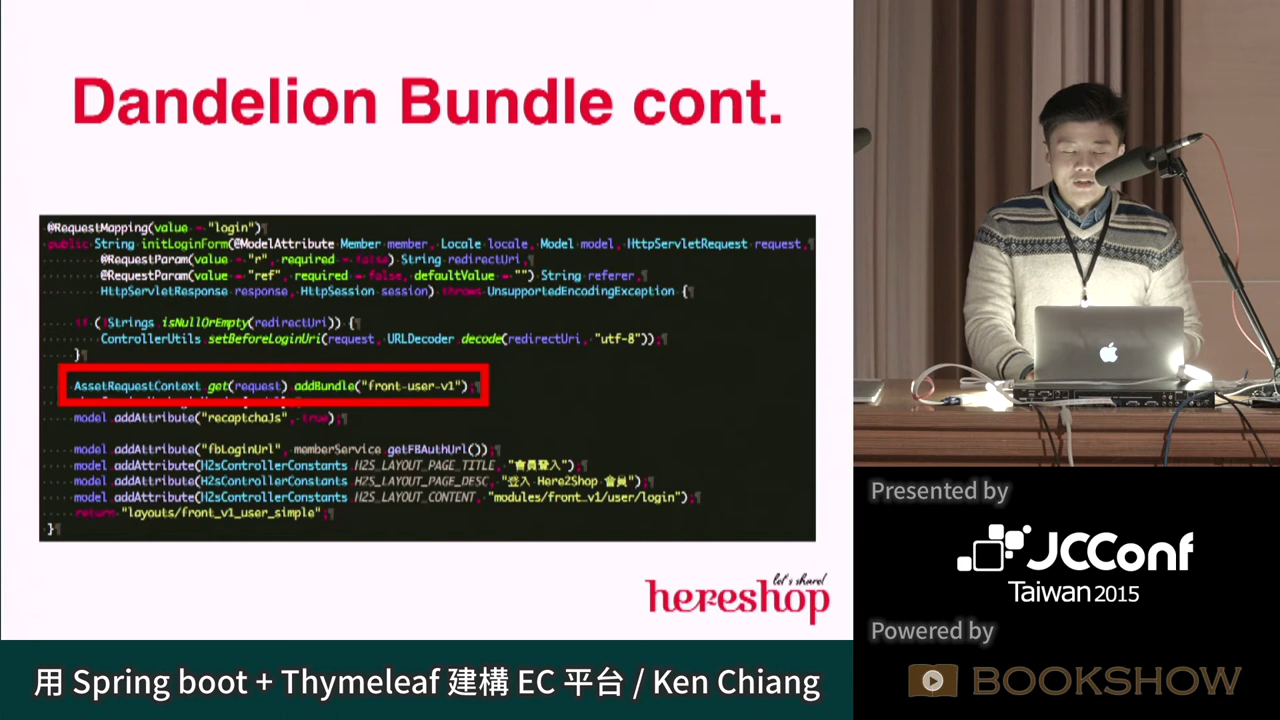 Dandelion Bundle cont.
@RequestMapping(value = "login")
public String initLoginForm(@ModelAttribute Member member, Locale locale, Model model, HttpServletRequest request,
@RequestParam(value = "r", required = false) String redirectUri,
@RequestParam(value = "ref", required = false, defaultValue = "") String referer,
HttpServletResponse response, HttpSession session) throws UnsupportedEncodingException {
if (!Strings.isNullOrEmpty(redirectUri)) {
ControllerUtils.setBeforeLoginUri(request, URLDecoder.decode(redirectUri, "utf-8"));
}
AssetRequestContext.get(request).addBundle("front-user-v1");
model.addAttribute("recaptchaJs", true);
model.addAttribute("fbLoginUrl", memberService.getFBAuthUrl());
model.addAttribute(H2sControllerConstants.H2S_LAYOUT_PAGE_TITLE, "會員登入");
model.addAttribute(H2sControllerConstants.H2S_LAYOUT_PAGE_DESC, "登入 Here2Shop 會員");
model.addAttribute(H2sControllerConstants.H2S_LAYOUT_CONTENT, "modules/front_v1/user/login");
return "layouts/front_v1_user_simple";
}
let's share!
hereshop
用 Spring boot + Thymeleaf 建構 EC 平台 / Ken Chiang
Presented by
JCConf
Taiwan 2015
Powered by
BOOKSHOW